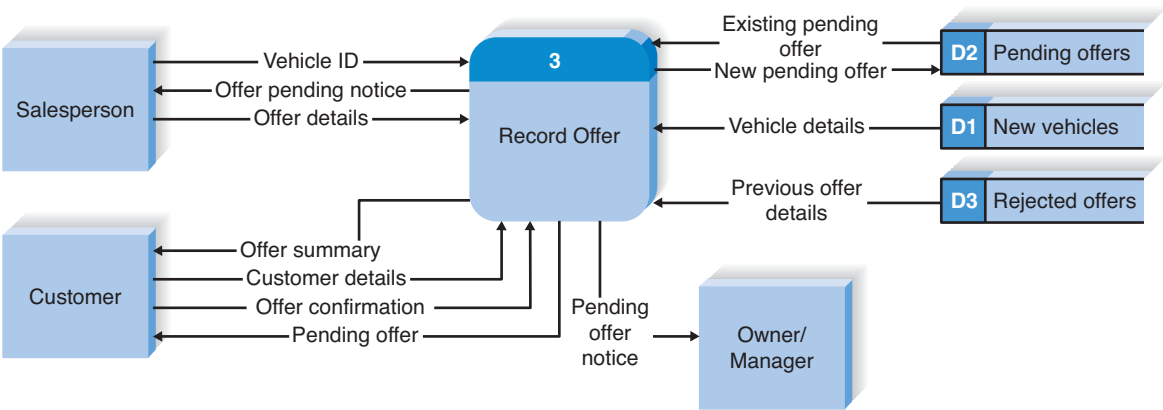 Salesperson
Vehicle ID
Offer pending notice
Offer details
3
Record Offer
Existing pending
offer
New pending offer
D2 Pending offers
Vehicle details
D1 New vehicles
Previous offer
details
D3 Rejected offers
Customer
Offer summary
Customer details
Offer confirmation
Pending offer
Pending
offer
notice
Owner/
Manager